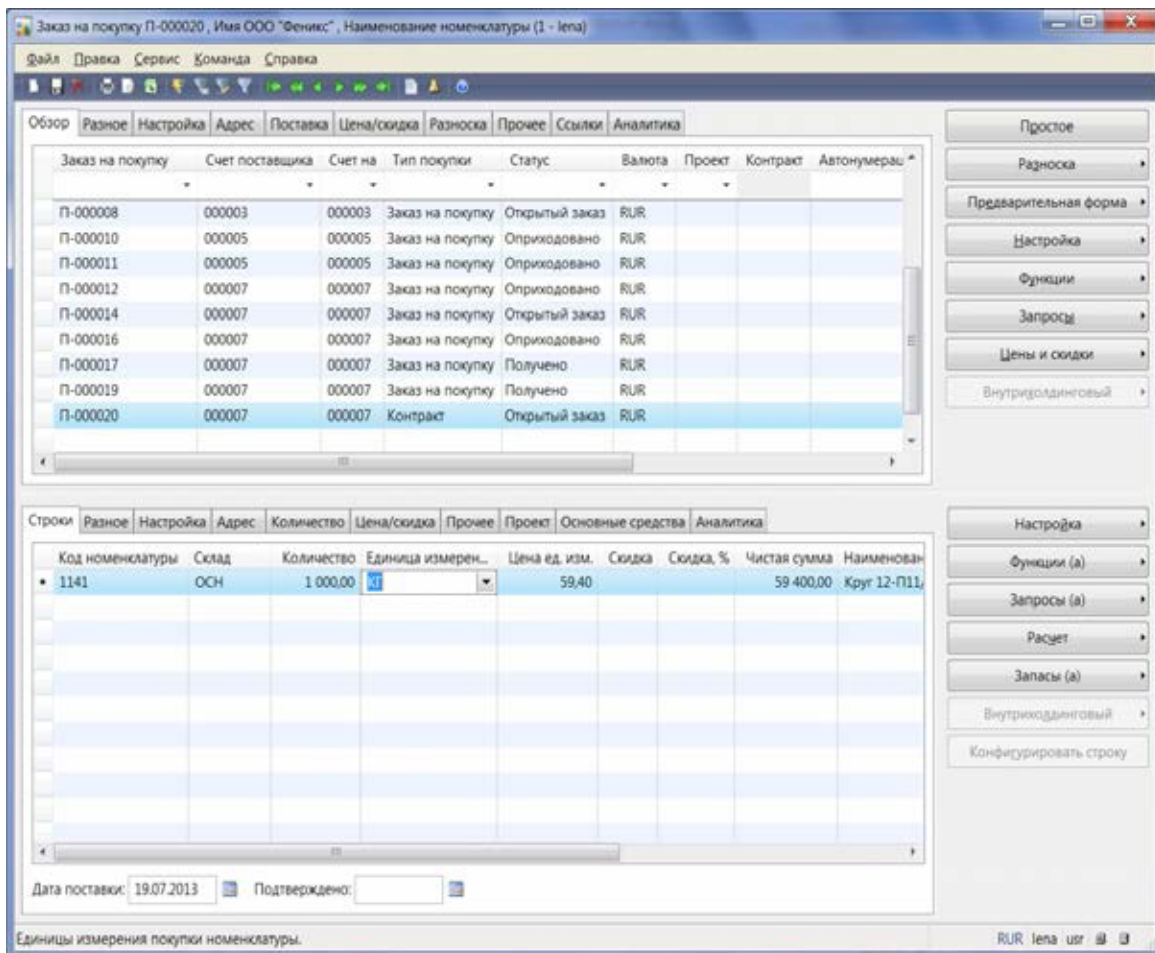 Заказ на покупку П-000020 , Имя ООО "Феникс" , Наименование номенклатуры (1 - lena)
Файл Правка Сервис Команда Справка
Обзор Разное Настройка Адрес Поставка Цена/скидка Разноска Прочее Ссылки Аналитика
Заказ на покупку Счет поставщика Счет на Тип покупки Статус Валюта Проект Контракт Автонумерац
П-000008 000003 000003 Заказ на покупку Открытый заказ RUR
П-000010 000005 000005 Заказ на покупку Оприходовано RUR
П-000011 000005 000005 Заказ на покупку Оприходовано RUR
П-000012 000007 000007 Заказ на покупку Оприходовано RUR
П-000014 000007 000007 Заказ на покупку Открытый заказ RUR
П-000016 000007 000007 Заказ на покупку Оприходовано RUR
П-000017 000007 000007 Заказ на покупку Получено RUR
П-000019 000007 000007 Заказ на покупку Получено RUR
П-000020 000007 000007 Контракт Открытый заказ RUR
Простое
Разноска
Предварительная форма
Настройка
Функции
Запросы
Цены и скидки
Внутрихолдинговый
Строки Разное Настройка Адрес Количество Цена/скидка Прочее Проект Основные средства Аналитика
Код номенклатуры Склад Количество Единица измерен... Цена ед. изм. Скидка Скидка, % Чистая сумма Наименован
1141 ОСН 1 000,00 КГ 59,40 59 400,00 Круг 12-П11/
Настройка
Функции (а)
Запросы (а)
Расчет
Запасы (а)
Внутрихолдинговый
Конфигурировать строку
Дата поставки: 19.07.2013 Подтверждено:
Единицы измерения покупки номенклатуры.
RUR lena usr